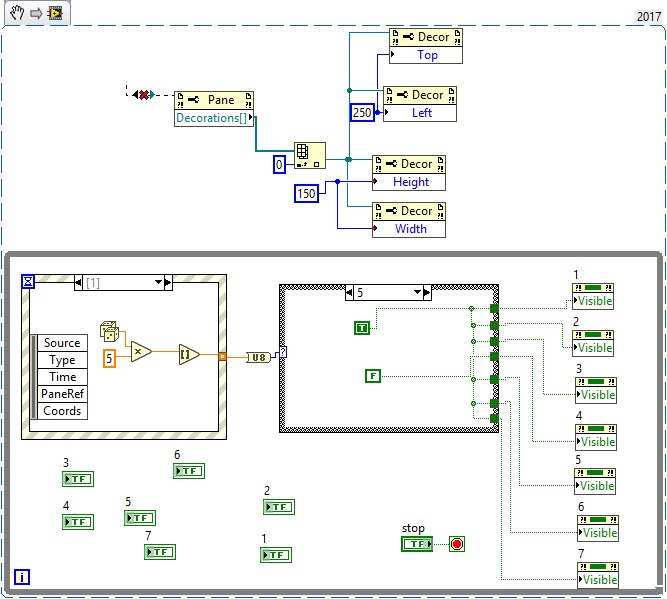 2017
Decor
Top
Pane
Decorations[]
Decor
250
Left
0
Decor
Height
150
Decor
Width
[1]
5
1
Visible
Source
Type
Time
PaneRef
Coords
5
×
[]
U8
?
T
F
2
Visible
3
Visible
4
Visible
5
Visible
6
Visible
7
Visible
3
TF
6
TF
4
TF
5
TF
7
TF
2
TF
1
TF
stop
TF
i